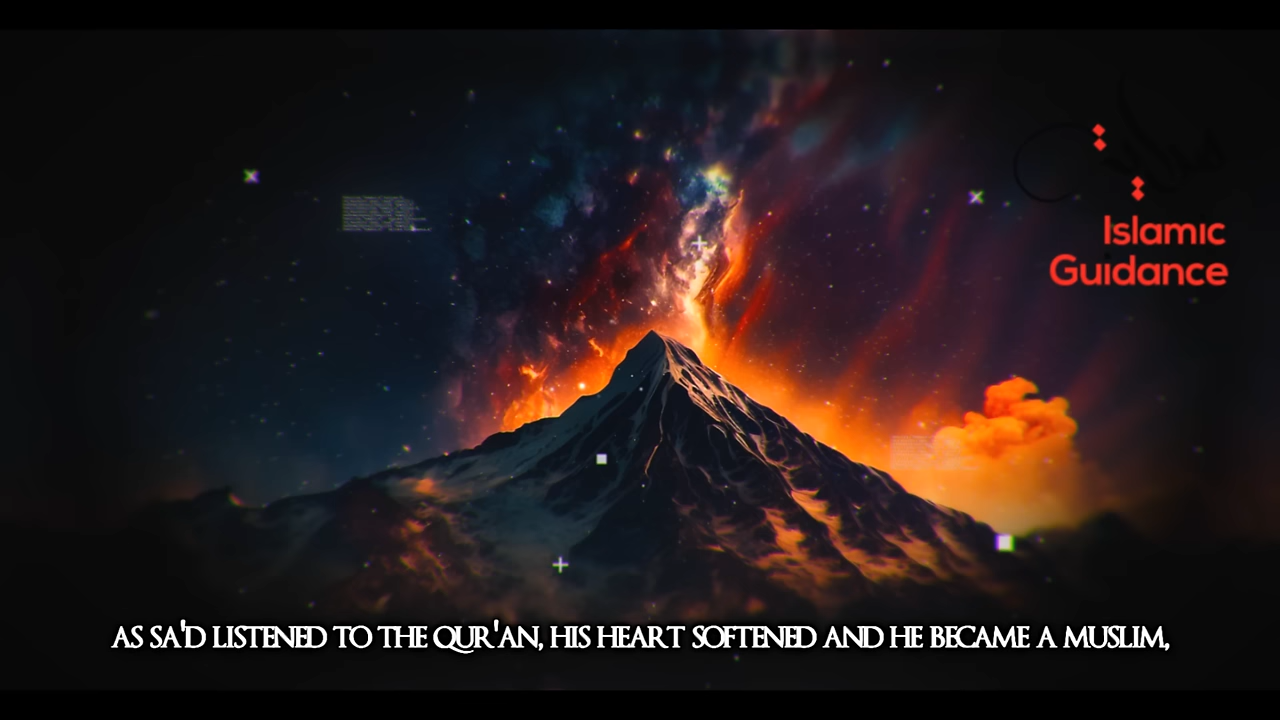 Islamic
Guidance
AS SA'D LISTENED TO THE QUR'AN, HIS HEART SOFTENED AND HE BECAME A MUSLIM,